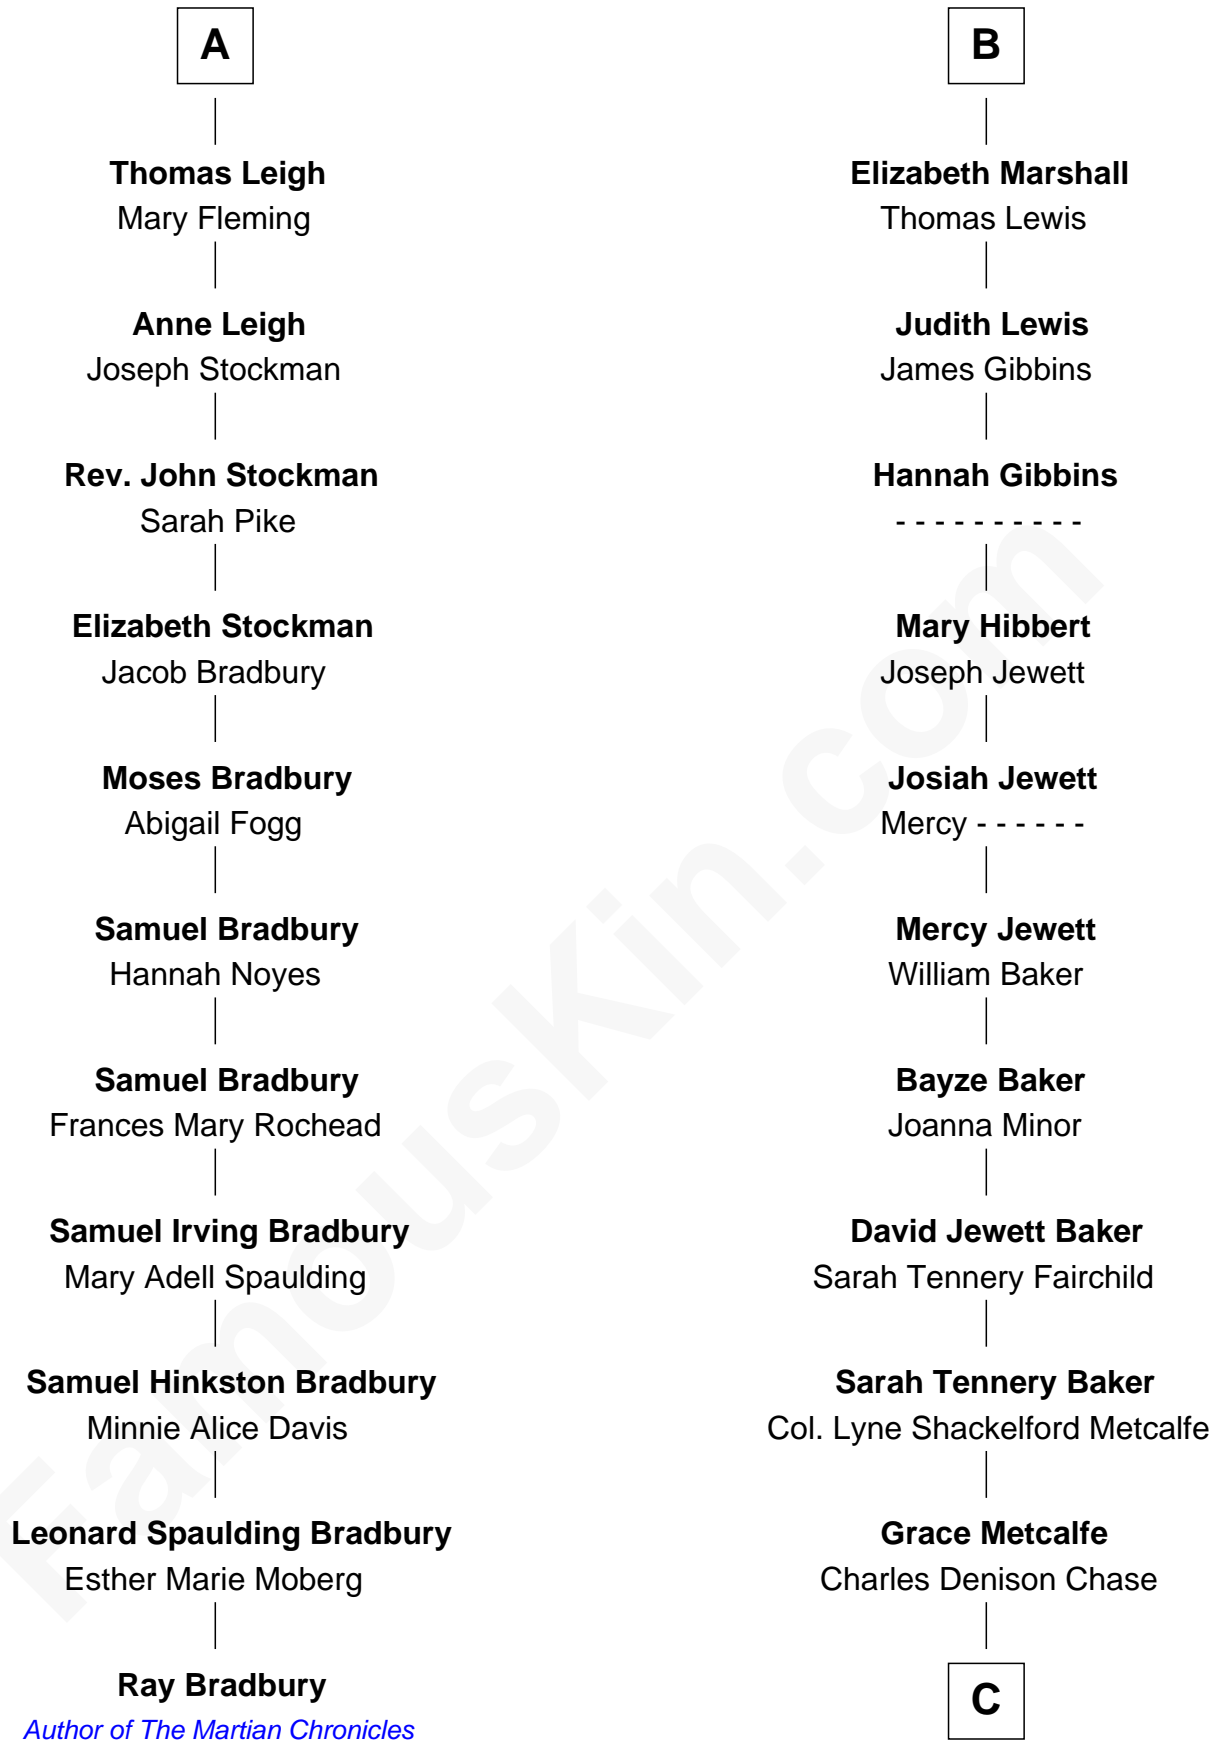 A
Thomas Leigh
Mary Fleming
Anne Leigh
Joseph Stockman
Rev. John Stockman
Sarah Pike
Elizabeth Stockman
Jacob Bradbury
Moses Bradbury
Abigail Fogg
Samuel Bradbury
Hannah Noyes
Samuel Bradbury
Frances Mary Rochead
Samuel Irving Bradbury
Mary Adell Spaulding
Samuel Hinkston Bradbury
Minnie Alice Davis
Leonard Spaulding Bradbury
Esther Marie Moberg
Ray Bradbury
Author of The Martian Chronicles
B
Elizabeth Marshall
Thomas Lewis
Judith Lewis
James Gibbins
Hannah Gibbins
- - - - - - - - - -
Mary Hibbert
Joseph Jewett
Josiah Jewett
Mercy - - - - - -
Mercy Jewett
William Baker
Bayze Baker
Joanna Minor
David Jewett Baker
Sarah Tennery Fairchild
Sarah Tennery Baker
Col. Lyne Shackelford Metcalfe
Grace Metcalfe
Charles Denison Chase
C
FamousKin.com